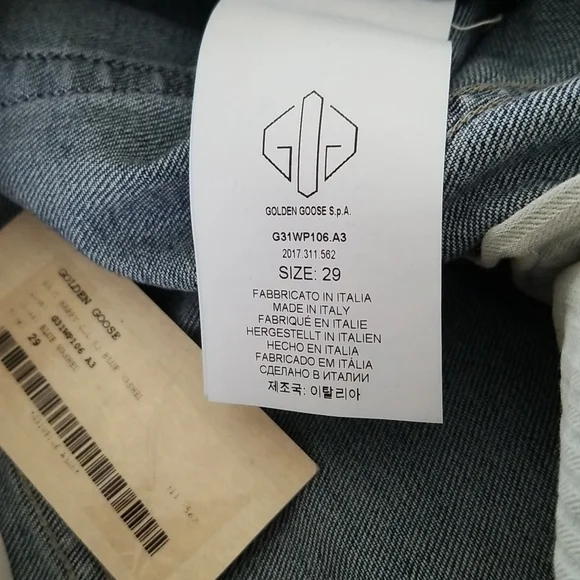 GOLDEN GOOSE S.p.A.
G31WP106.A3
2017.311.562
SIZE: 29
FABBRICATO IN ITALIA
MADE IN ITALY
FABRIQUÉ EN ITALIE
HERGESTELLT IN ITALIEN
HECHO EN ITALIA
FABRICADO EM ITÀLIA
СДЕЛАНО В ИТАЛИИ
제조국: 이탈리아
GOLDEN GOOSE
G31WP106 A3
29